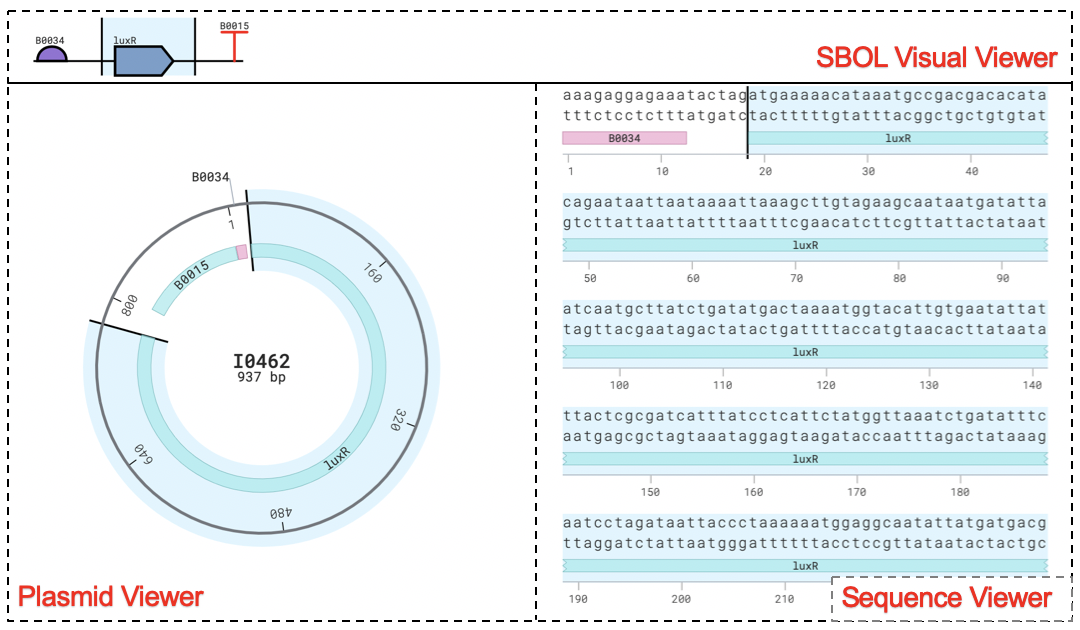 B0034
luxR
B0015
SBOL Visual Viewer
B0034
1
B0015
160
800
I0462
937 bp
320
luxR
640
480
Plasmid Viewer
aaagaggagaaatactagatgaaaaacataaatgccgacgacacata
tttctcctctttatgatctactttttgtatttacggctgctgtgtat
B0034 luxR
1 10 20 30 40
cagaataattaataaaattaaagcttgtagaagcaataatgatatta
gtcttattaattattttaatttcgaacatcttcgttattactataat
luxR
50 60 70 80 90
atcaatgcttatctgatatgactaaaatggtacattgtgaatattat
tagttacgaatagactatactgattttaccatgtaacacttataata
luxR
100 110 120 130 140
ttactcgcgatcatttatcctcattctatggttaaatctgatatttc
aatgagcgctagtaaataggagtaagataccaatttagactataaag
luxR
150 160 170 180
aatcctagataattaccctaaaaaatggaggcaatattatgatgacg
ttaggatctattaatgggattttttacctccgttataatactactgc
luxR
190 200 210
Sequence Viewer